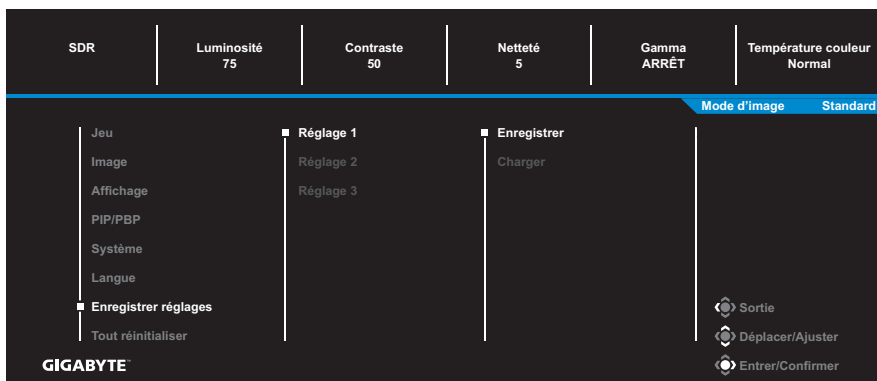 SDR
Luminosité
75
Contraste
50
Netteté
5
Gamma
ARRÊT
Température couleur
Normal
Mode d'image Standard
Jeu
Image
Affichage
PIP/PBP
Système
Langue
Enregistrer réglages
Tout réinitialiser
Réglage 1
Réglage 2
Réglage 3
Enregistrer
Charger
Sortie
Déplacer/Ajuster
Entrer/Confirmer
GIGABYTE™